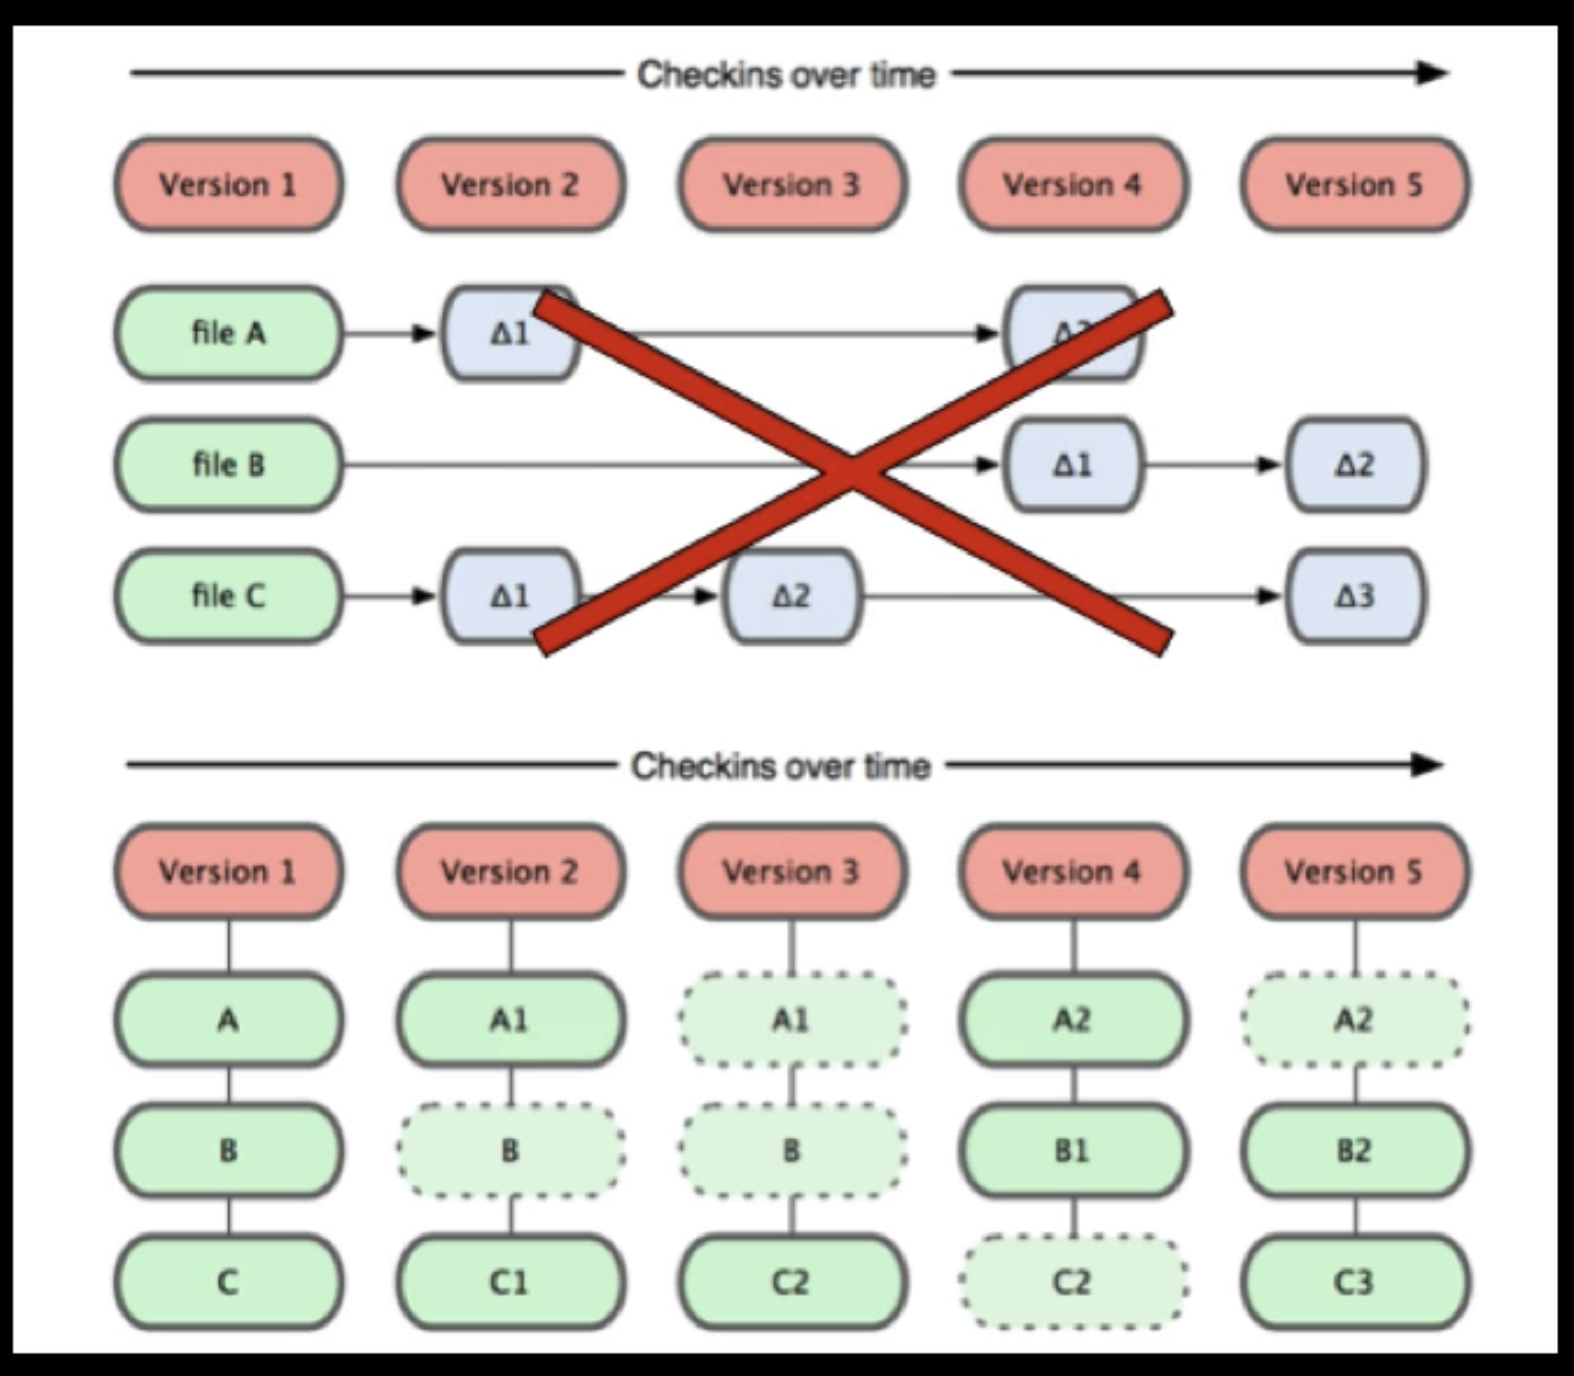 Checkins over time
Version 1 Version 2 Version 3 Version 4 Version 5
file A Δ1 Δ2
file B Δ1 Δ2
file C Δ1 Δ2 Δ3
Checkins over time
Version 1 Version 2 Version 3 Version 4 Version 5
A A1 A1 A2 A2
B B B B1 B2
C C1 C2 C2 C3